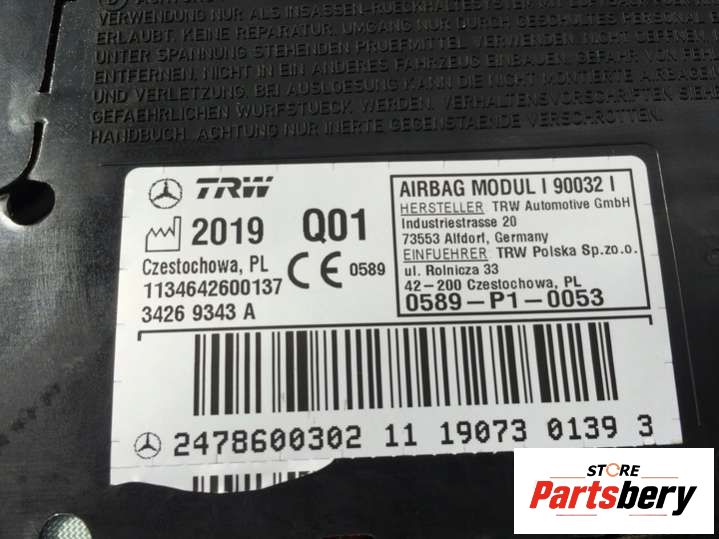 VERWENDUNG NUR ALS INSASSEN-RUECKHALTESYSTEM MIT
ERLAUBT. KEINE REPARATUR. UMGANG NUR DURCH GESCHULTES PERSONAL.
UNTER SPANNUNG STEHENDEN PRUEFMITTEL VERWENDEN. NICHT OEFFNEN
ENTFERNEN. NICHT IN EIN ANDERES FAHRZEUG EINBAUEN. GEFAHR VON
UND VERLETZUNG. BEI AUSLOESUNG KANN DIE NICHT MONTIERTE
GEFAEHRLICHEN WURFSTUECK WERDEN. VERHALTENSVORSCHRIFTEN
HANDBUCH. ACHTUNG NUR INERTE GEGENSTAENDE VERSCHROTTEN.
TRW
2019 Q01
Czestochowa, PL
CE 0589
1134642600137
3426 9343 A
AIRBAG MODUL I 90032 I
HERSTELLER TRW Automotive GmbH
Industriestrasse 20
73553 Alfdorf, Germany
EINFUEHRER TRW Polska Sp.zo.o.
ul. Rolnicza 33
42-200 Czestochowa, PL
0589-P1-0053
2478600302 11 19073 0139 3
STORE
Partsbery